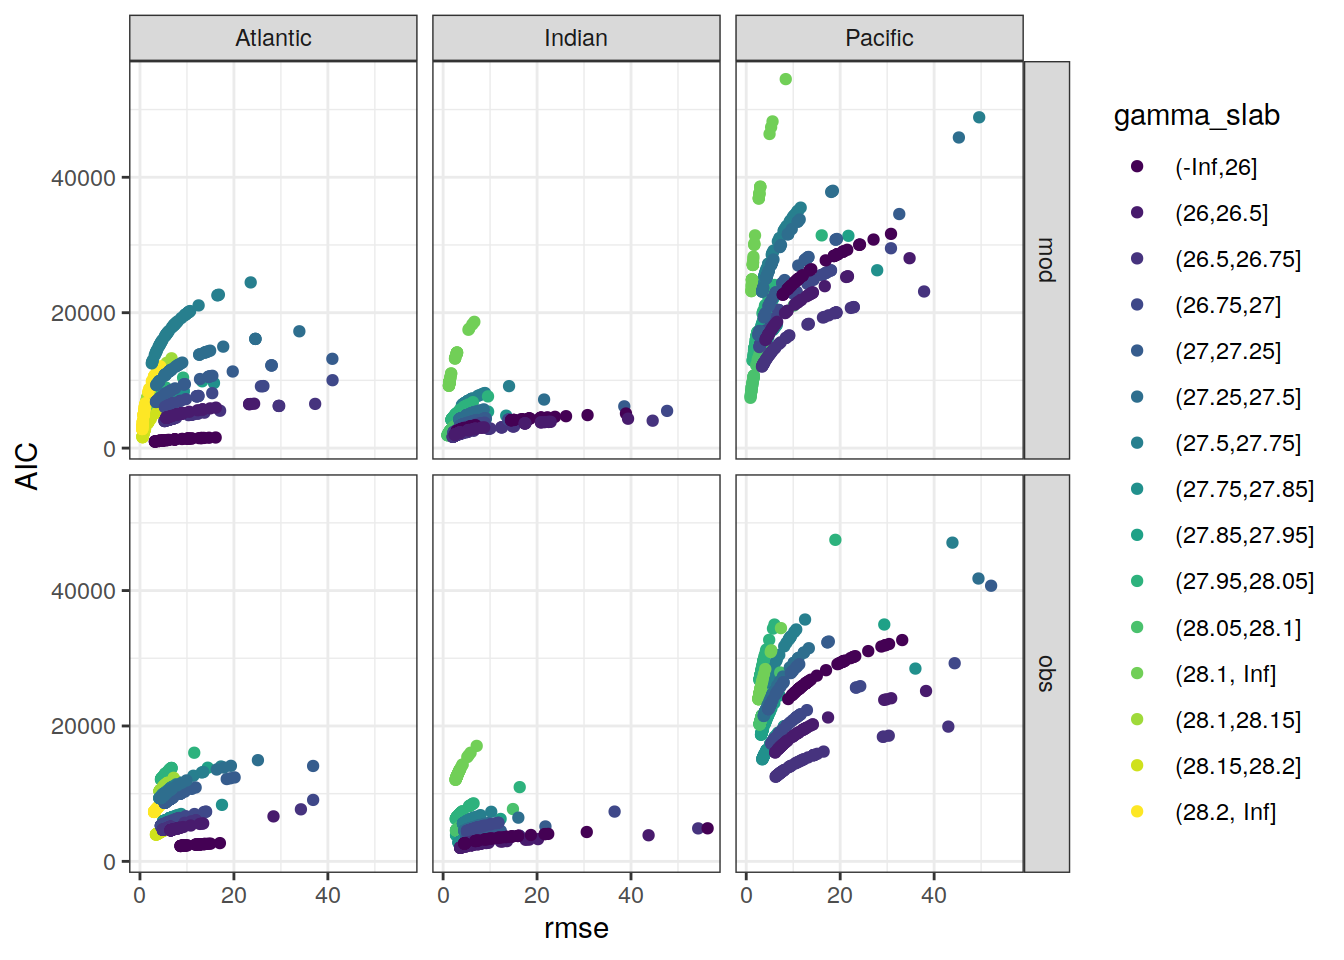 Atlantic
Indian
Pacific
mod
obs
40000
20000
0
40000
20000
0
AIC
0
20
40
0
20
40
0
20
40
rmse
gamma_slab
(-Inf,26]
(26,26.5]
(26.5,26.75]
(26.75,27]
(27,27.25]
(27.25,27.5]
(27.5,27.75]
(27.75,27.85]
(27.85,27.95]
(27.95,28.05]
(28.05,28.1]
(28.1, Inf]
(28.1,28.15]
(28.15,28.2]
(28.2, Inf]